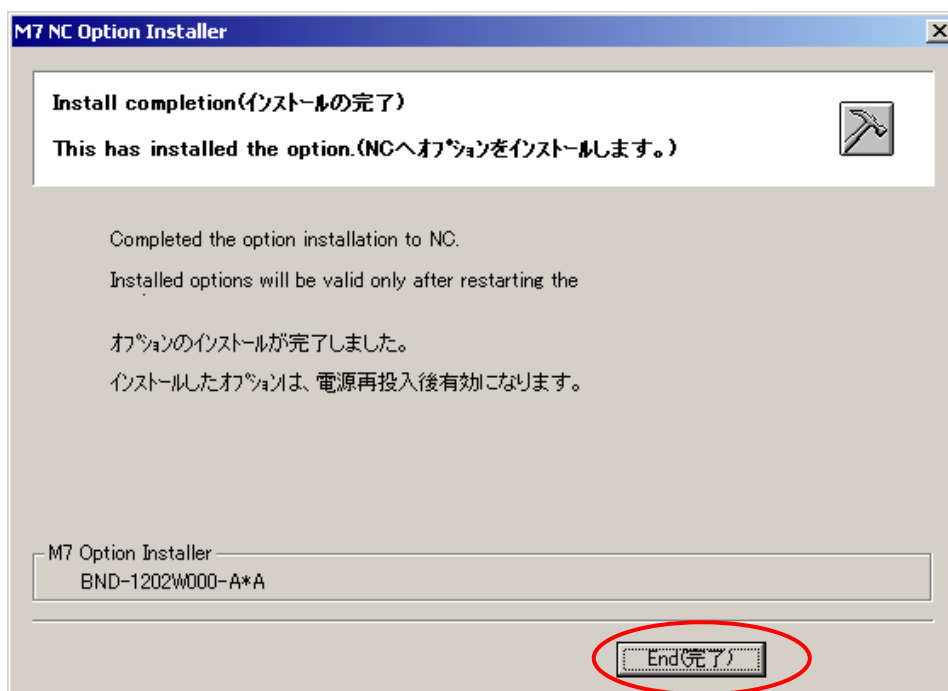 M7 NC Option Installer
Install completion(インストールの完了)
This has installed the option.(NCへオプションをインストールします。)
Completed the option installation to NC.
Installed options will be valid only after restarting the
オプションのインストールが完了しました。
インストールしたオプションは、電源再投入後有効になります。
M7 Option Installer
BND-1202W000-A*A
End(完了)